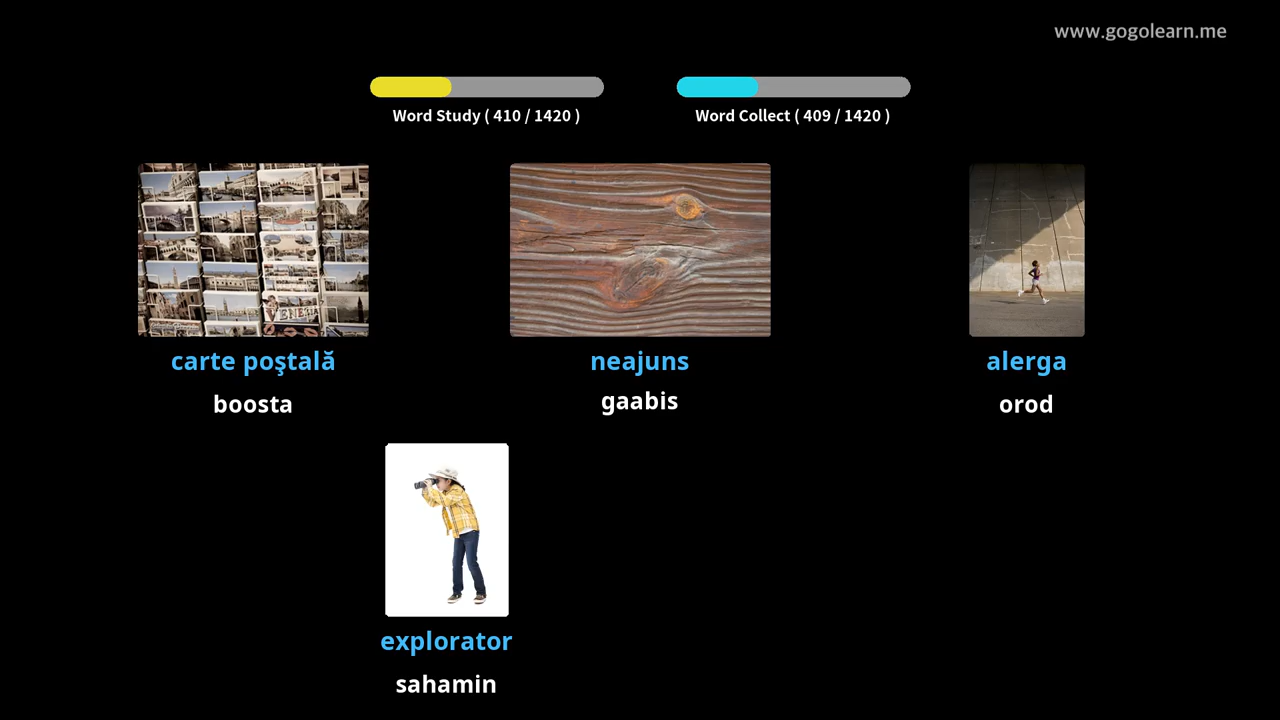 www.gogolearn.me
Word Study ( 410 / 1420 )
Word Collect ( 409 / 1420 )
carte poştală
neajuns
alerga
boosta
gaabis
orod
explorator
sahamin